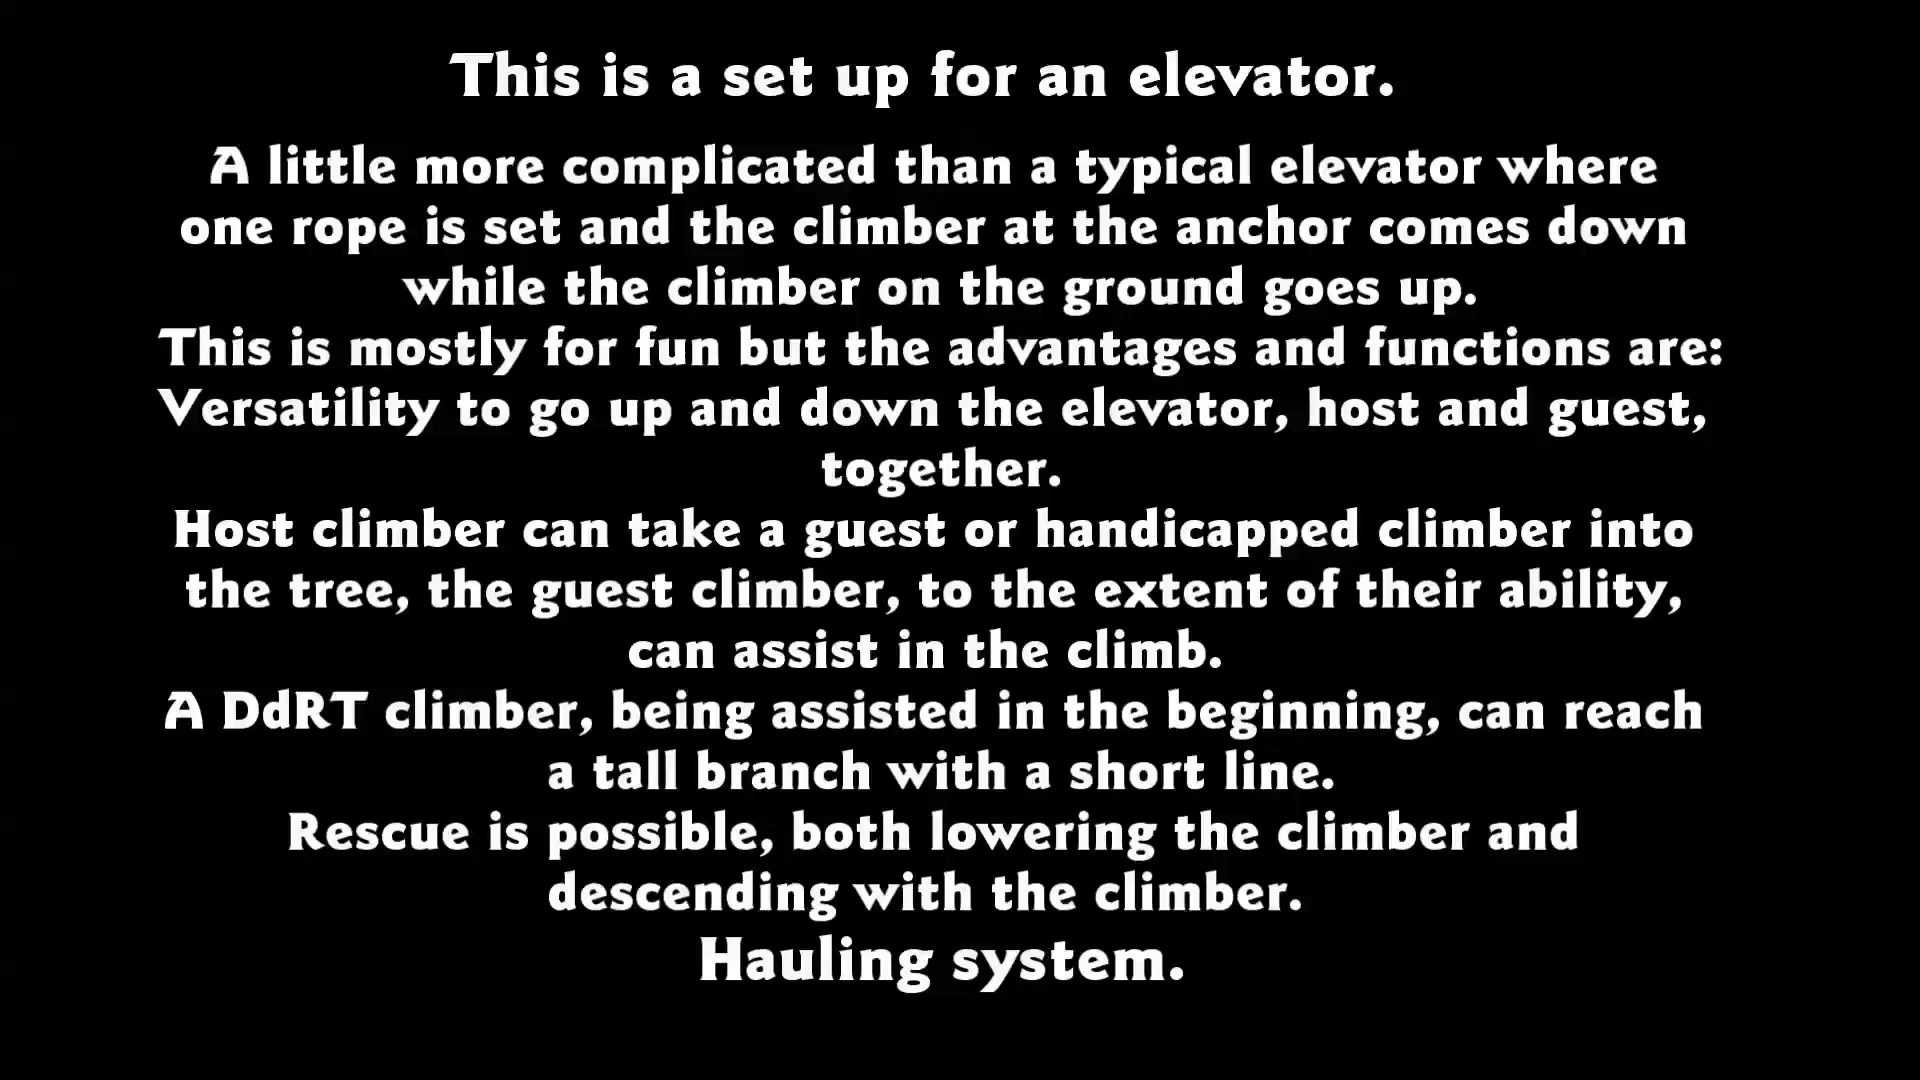 This is a set up for an elevator.
A little more complicated than a typical elevator where
one rope is set and the climber at the anchor comes down
while the climber on the ground goes up.
This is mostly for fun but the advantages and functions are:
Versatility to go up and down the elevator, host and guest,
together.
Host climber can take a guest or handicapped climber into
the tree, the guest climber, to the extent of their ability,
can assist in the climb.
A DdRT climber, being assisted in the beginning, can reach
a tall branch with a short line.
Rescue is possible, both lowering the climber and
descending with the climber.
Hauling system.